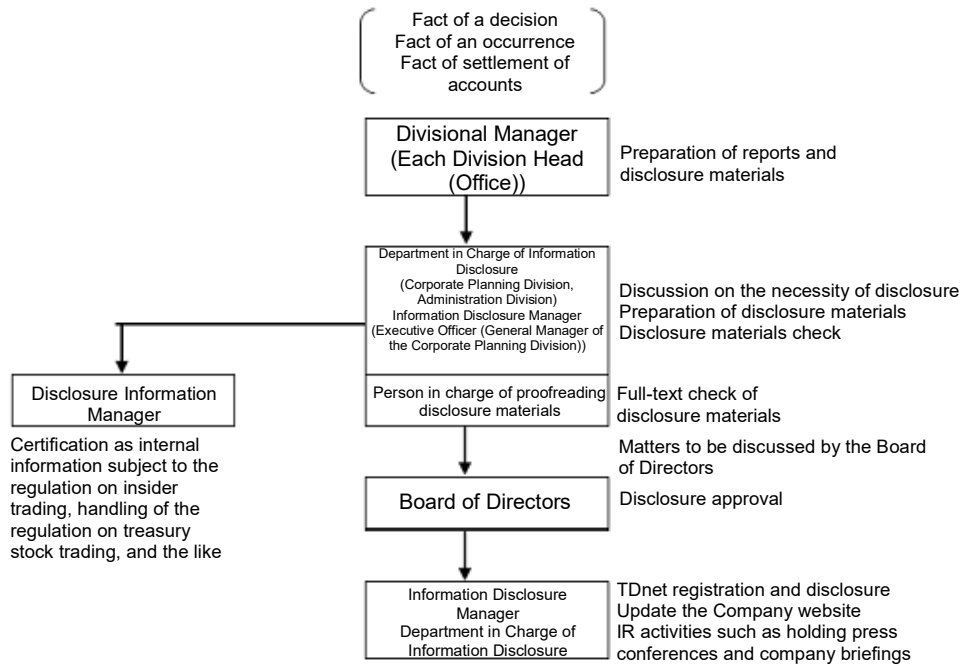 Fact of a decision
Fact of an occurrence
Fact of settlement of
accounts
Divisional Manager
(Each Division Head
(Office))
Preparation of reports and
disclosure materials
Department in Charge of Information
Disclosure
(Corporate Planning Division,
Administration Division)
Information Disclosure Manager
(Executive Officer (General Manager of
the Corporate Planning Division))
Discussion on the necessity of disclosure
Preparation of disclosure materials
Disclosure materials check
Disclosure Information
Manager
Certification as internal
information subject to the
regulation on insider
trading, handling of the
regulation on treasury
stock trading, and the like
Person in charge of proofreading
disclosure materials
Full-text check of
disclosure materials
Matters to be discussed by the Board
of Directors
Board of Directors
Disclosure approval
Information Disclosure
Manager
Department in Charge of
Information Disclosure
TDnet registration and disclosure
Update the Company website
IR activities such as holding press
conferences and company briefings